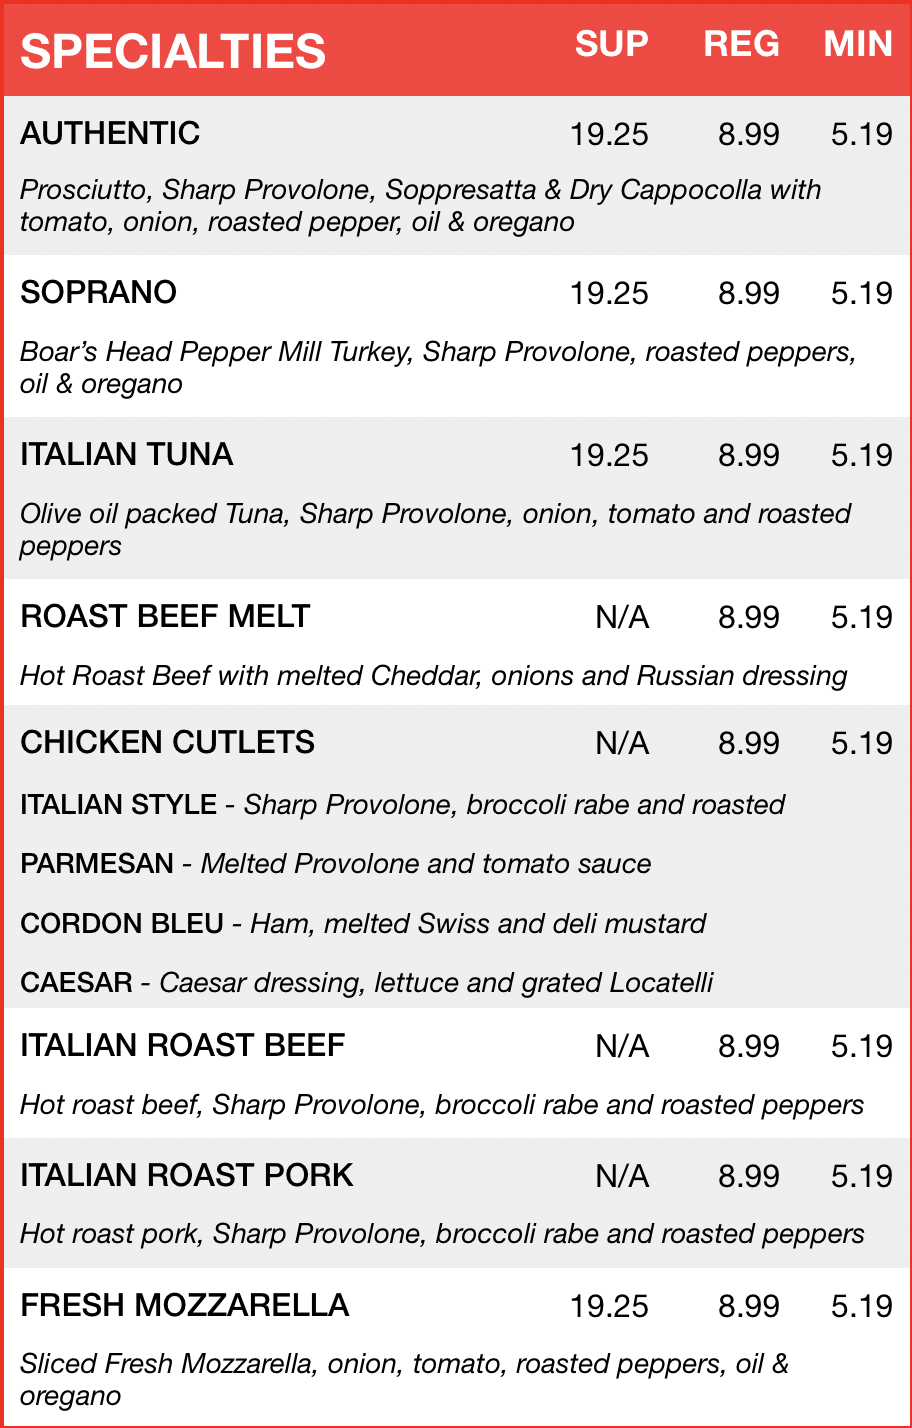 SPECIALTIES SUP REG MIN
AUTHENTIC 19.25 8.99 5.19
Prosciutto, Sharp Provolone, Soppresatta & Dry Cappocolla with
tomato, onion, roasted pepper, oil & oregano
SOPRANO 19.25 8.99 5.19
Boar’s Head Pepper Mill Turkey, Sharp Provolone, roasted peppers,
oil & oregano
ITALIAN TUNA 19.25 8.99 5.19
Olive oil packed Tuna, Sharp Provolone, onion, tomato and roasted
peppers
ROAST BEEF MELT N/A 8.99 5.19
Hot Roast Beef with melted Cheddar, onions and Russian dressing
CHICKEN CUTLETS N/A 8.99 5.19
ITALIAN STYLE - Sharp Provolone, broccoli rabe and roasted
PARMESAN - Melted Provolone and tomato sauce
CORDON BLEU - Ham, melted Swiss and deli mustard
CAESAR - Caesar dressing, lettuce and grated Locatelli
ITALIAN ROAST BEEF N/A 8.99 5.19
Hot roast beef, Sharp Provolone, broccoli rabe and roasted peppers
ITALIAN ROAST PORK N/A 8.99 5.19
Hot roast pork, Sharp Provolone, broccoli rabe and roasted peppers
FRESH MOZZARELLA 19.25 8.99 5.19
Sliced Fresh Mozzarella, onion, tomato, roasted peppers, oil &
oregano